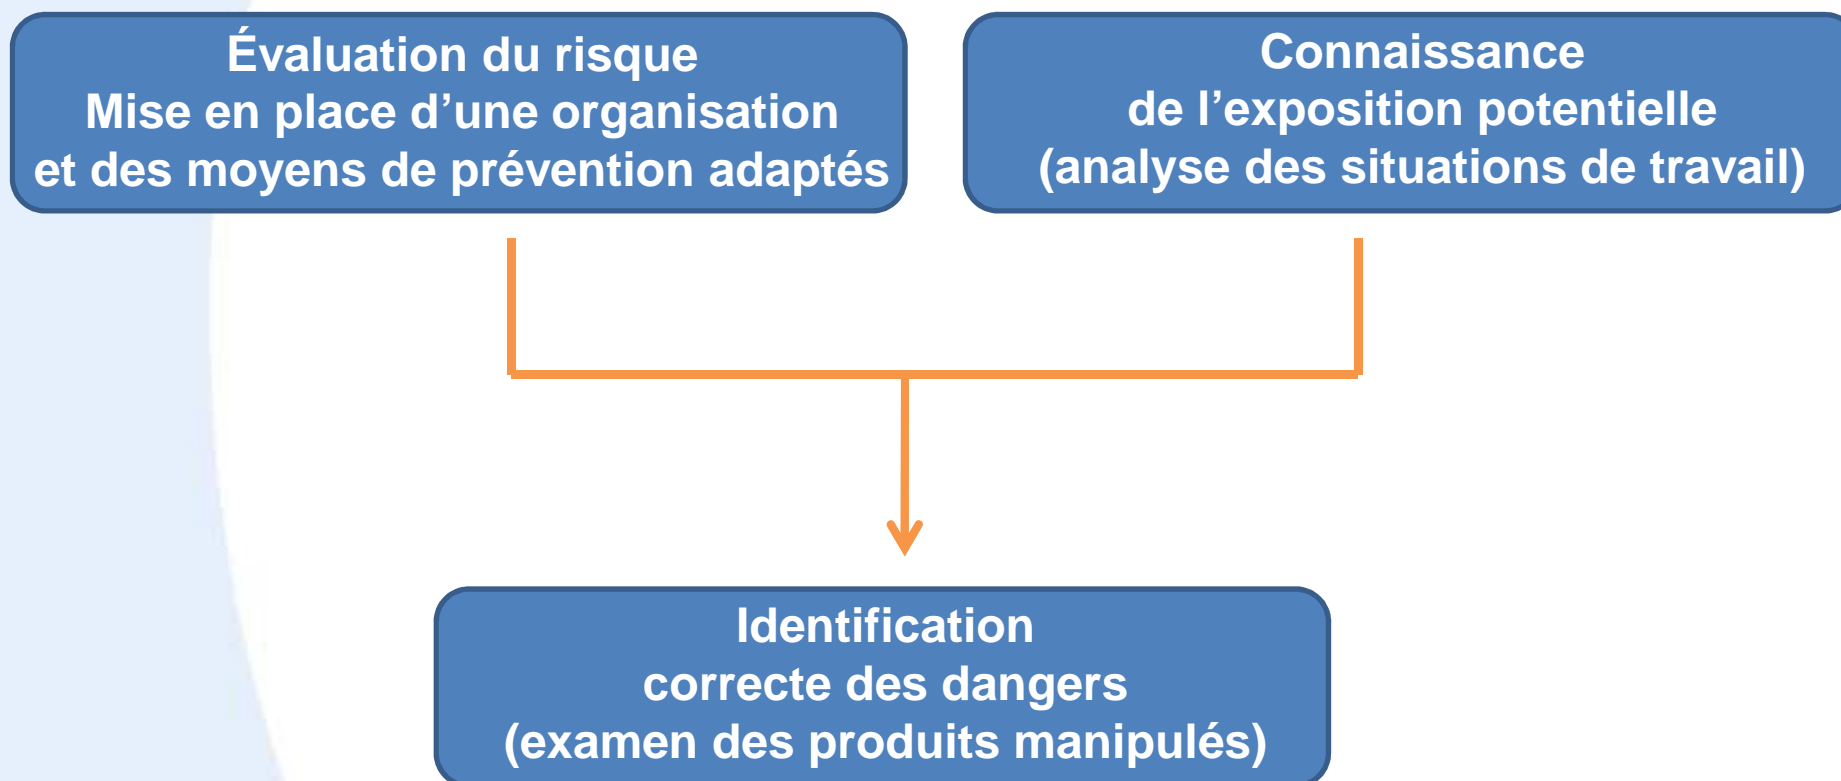 Évaluation du risque
Mise en place d’une organisation
et des moyens de prévention adaptés
Connaissance
de l’exposition potentielle
(analyse des situations de travail)
Identification
correcte des dangers
(examen des produits manipulés)